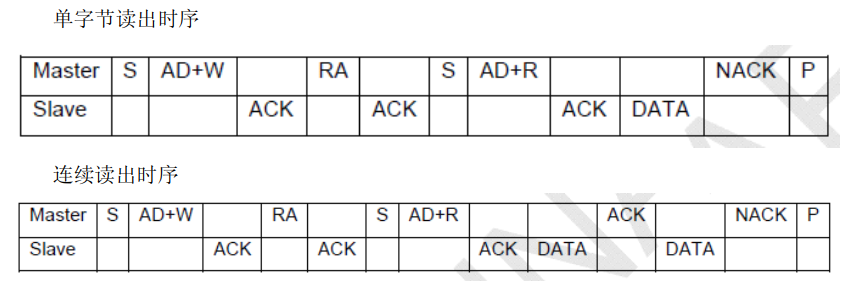 单字节读出时序
Master S AD+W RA S AD+R NACK P
Slave ACK ACK ACK DATA
连续读出时序
Master S AD+W RA S AD+R ACK NACK P
Slave ACK ACK ACK DATA DATA